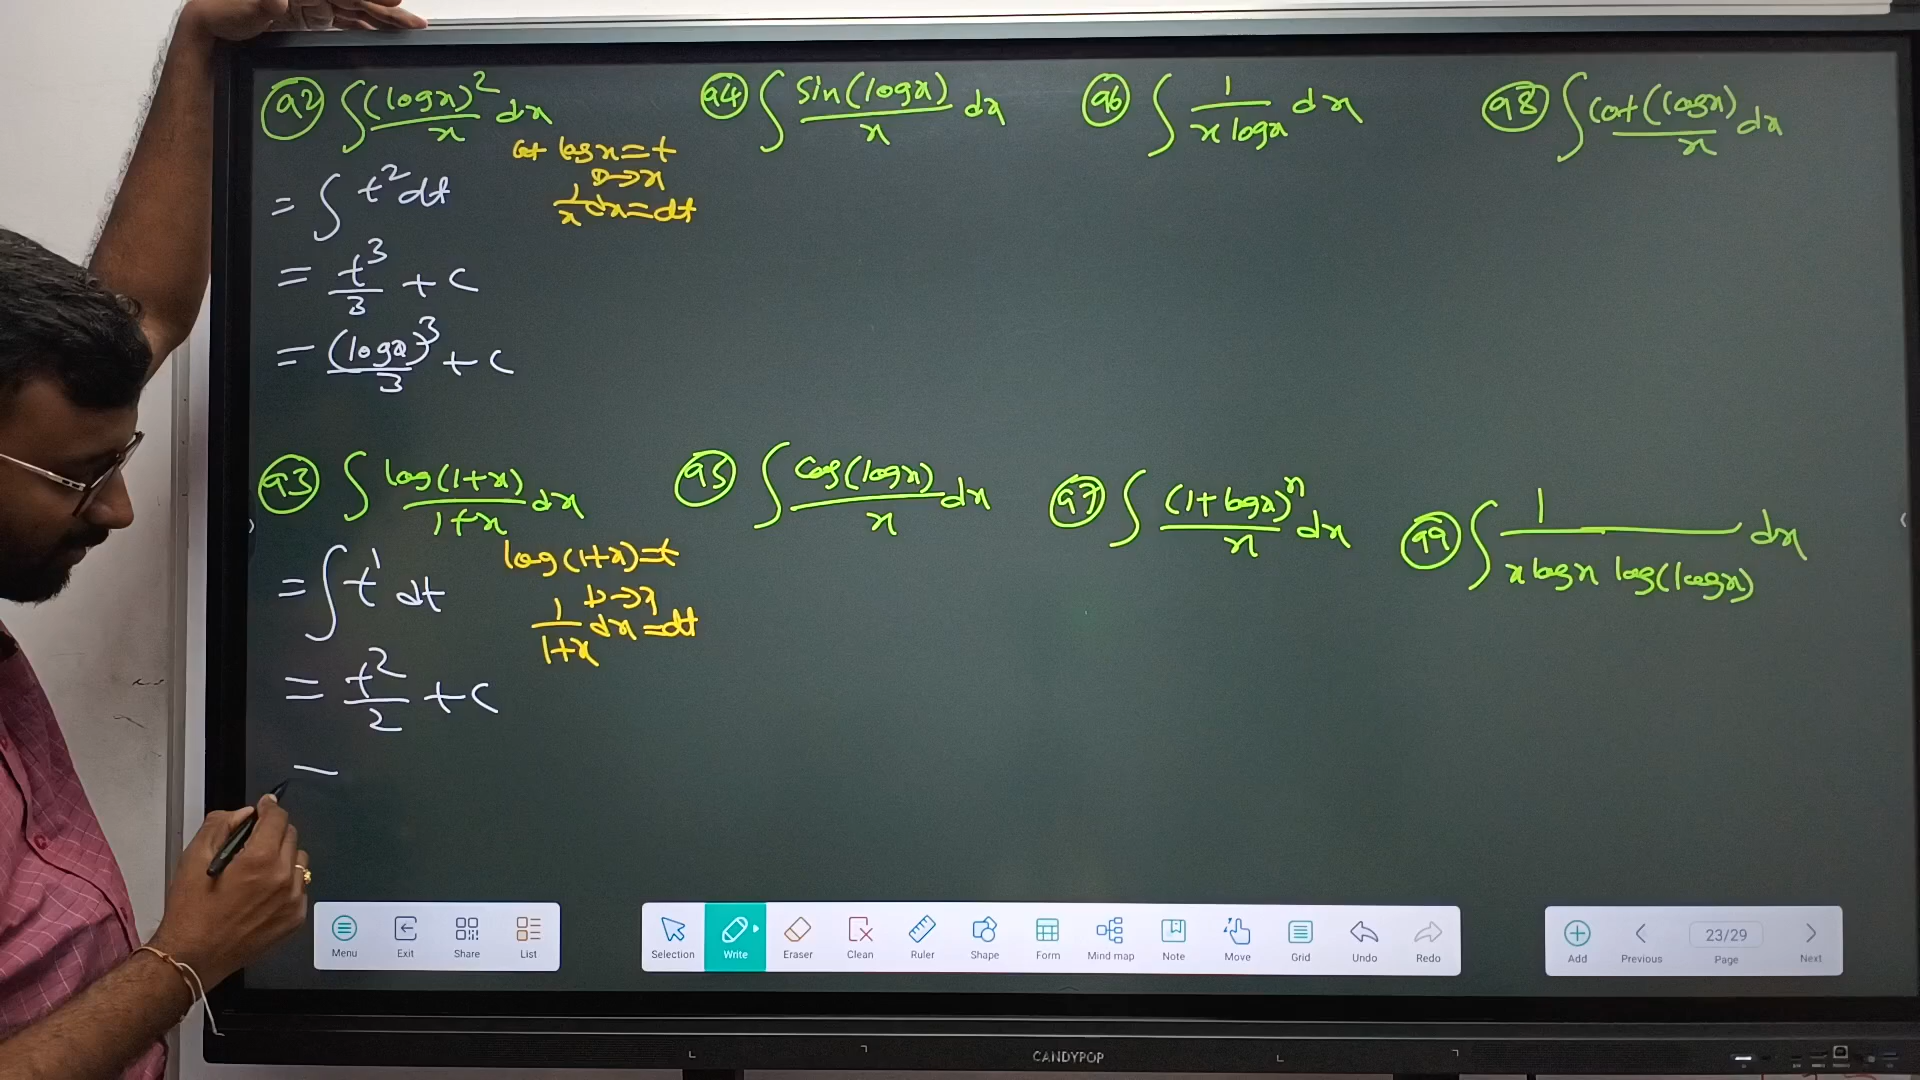 92 ∫ (logx)² / x dx
let logx = t
D→x
1/x dx = dt
= ∫ t² dt
= t³/3 + c
= (logx)³/3 + c
93 ∫ log(1+x) / 1+x dx
log(1+x) = t
D→x
1/1+x dx = dt
= ∫ t¹ dt
= t²/2 + c
94 ∫ sin(logx) / x dx
95 ∫ cos(logx) / x dx
96 ∫ 1 / x logx dx
97 ∫ (1+logx)ⁿ / x dx
98 ∫ cot(logx) / x dx
99 ∫ 1 / x logx log(logx) dx
Menu Exit Share List
Selection Write Eraser Clean Ruler Shape Form Mind map Note Move Grid Undo Redo
Add Previous 23/29 Page Next
CANDYPOP